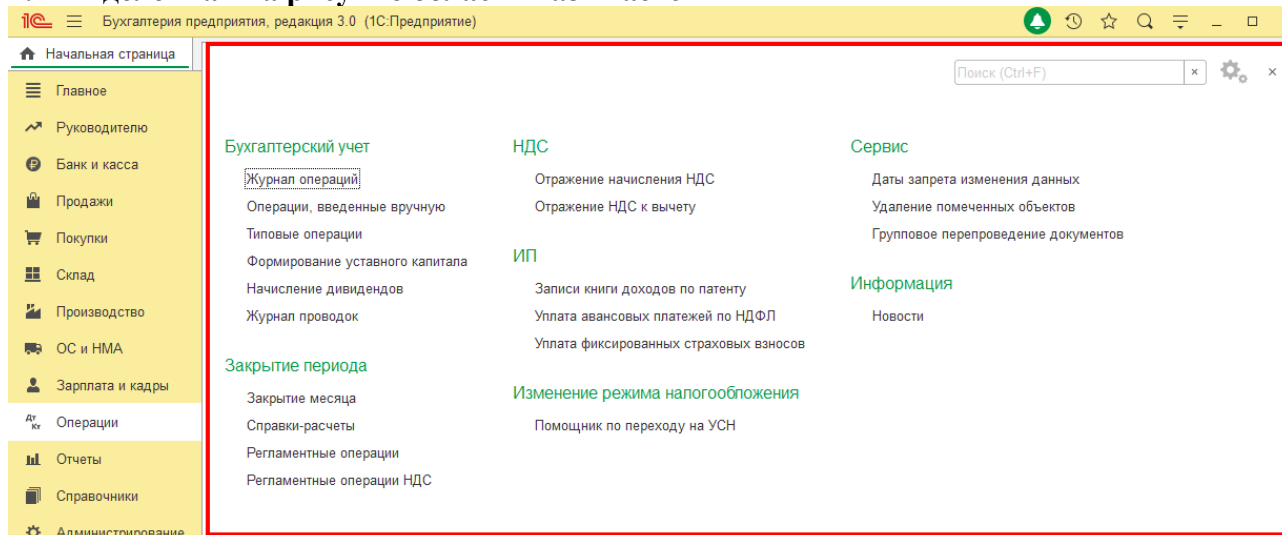 1С Бухгалтерия предприятия, редакция 3.0 (1С:Предприятие)
Начальная страница
Поиск (Ctrl+F)
Главное
Руководителю
Банк и касса
Продажи
Покупки
Склад
Производство
ОС и НМА
Зарплата и кадры
Дт Кт Операции
Отчеты
Справочники
Администрирование
Бухгалтерский учет
Журнал операций
Операции, введенные вручную
Типовые операции
Формирование уставного капитала
Начисление дивидендов
Журнал проводок
Закрытие периода
Закрытие месяца
Справки-расчеты
Регламентные операции
Регламентные операции НДС
НДС
Отражение начисления НДС
Отражение НДС к вычету
ИП
Записи книги доходов по патенту
Уплата авансовых платежей по НДФЛ
Уплата фиксированных страховых взносов
Изменение режима налогообложения
Помощник по переходу на УСН
Сервис
Даты запрета изменения данных
Удаление помеченных объектов
Групповое перепроведение документов
Информация
Новости